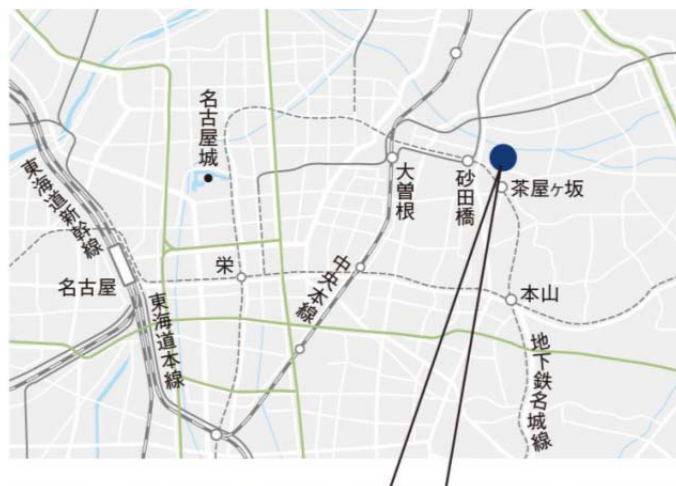 名古屋城
東海道新幹線
大曽根
砂田橋
茶屋ヶ坂
名古屋
栄
中央本線
東海道本線
本山
地下鉄名城線